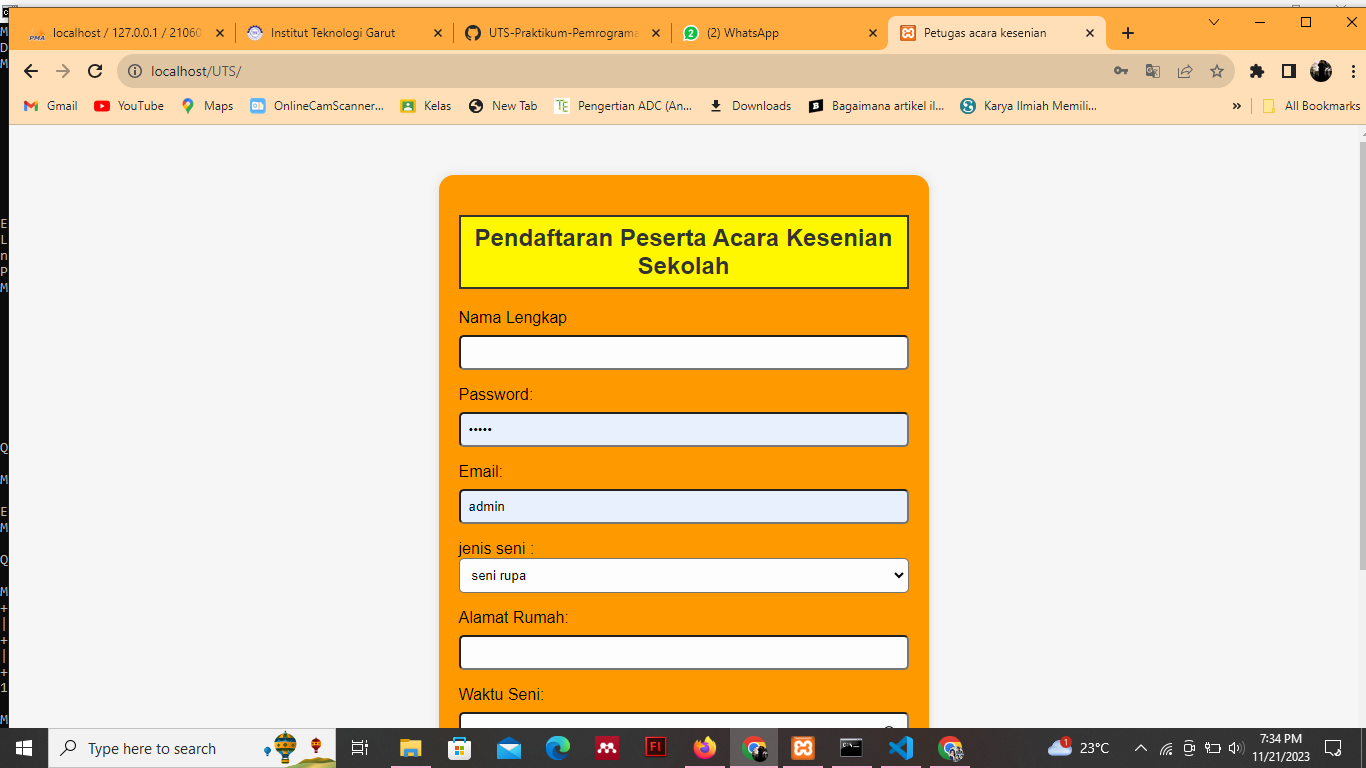 localhost / 127.0.0.1 / 21060
Institut Teknologi Garut
UTS-Praktikum-Pemrograma
(2) WhatsApp
Petugas acara kesenian
localhost/UTS/
Gmail
YouTube
Maps
OnlineCamScanner...
Kelas
New Tab
Pengertian ADC (An...
Downloads
Bagaimana artikel il...
Karya Ilmiah Memili...
»
All Bookmarks
Pendaftaran Peserta Acara Kesenian
Sekolah
Nama Lengkap
Password:
•••••
Email:
admin
jenis seni :
seni rupa
Alamat Rumah:
Waktu Seni:
Type here to search
23°C
7:34 PM
11/21/2023